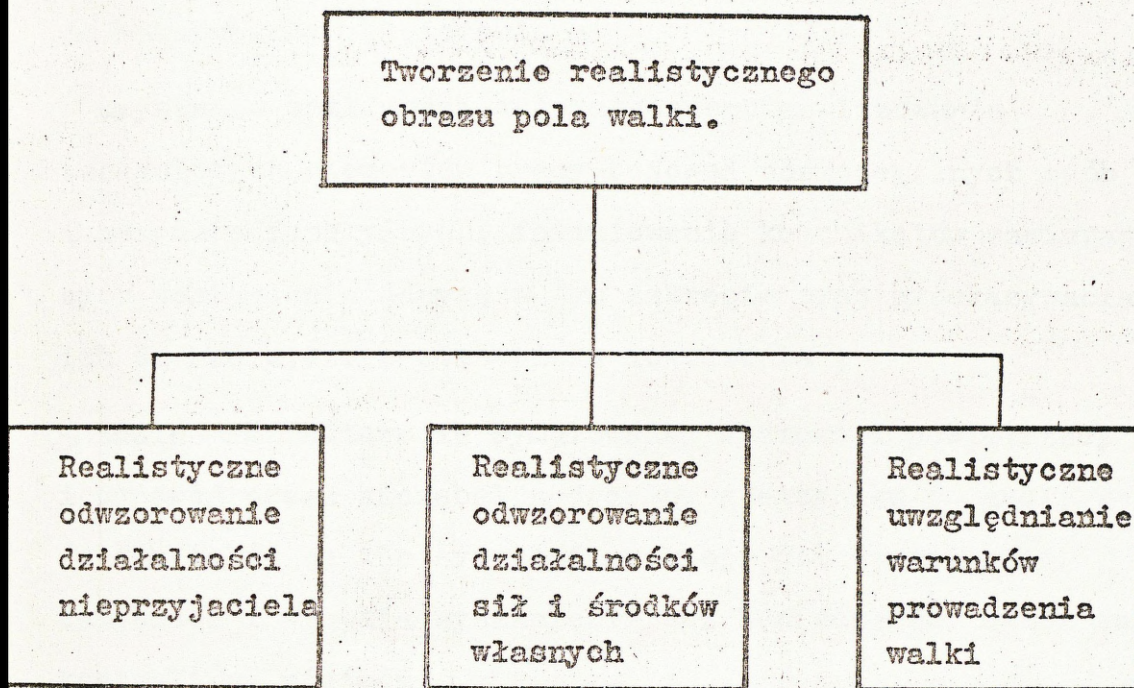 Tworzenie realistycznego
obrazu pola walki.
Realistyczne
odwzorowanie
działalności
nieprzyjaciela
Realistyczne
odwzorowanie
działalności
sił i środków
własnych
Realistyczne
uwzględnianie
warunków
prowadzenia
walki